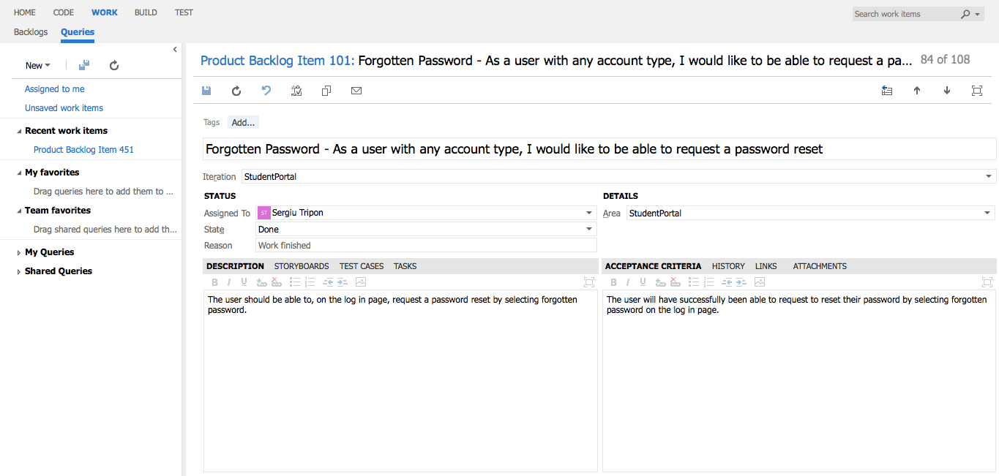 HOME CODE WORK BUILD TEST
Search work items
Backlogs Queries
New
Assigned to me
Unsaved work items
Recent work items
Product Backlog Item 451
My favorites
Drag queries here to add them to ...
Team favorites
Drag shared queries here to add th...
My Queries
Shared Queries
Product Backlog Item 101: Forgotten Password - As a user with any account type, I would like to be able to request a pa... 84 of 108
Tags Add...
Forgotten Password - As a user with any account type, I would like to be able to request a password reset
Iteration StudentPortal
STATUS
Assigned To ST Sergiu Tripon
State Done
Reason Work finished
DETAILS
Area StudentPortal
DESCRIPTION STORYBOARDS TEST CASES TASKS
B I U
The user should be able to, on the log in page, request a password reset by selecting forgotten
password.
ACCEPTANCE CRITERIA HISTORY LINKS ATTACHMENTS
B I U
The user will have successfully been able to request to reset their password by selecting forgotten
password on the log in page.